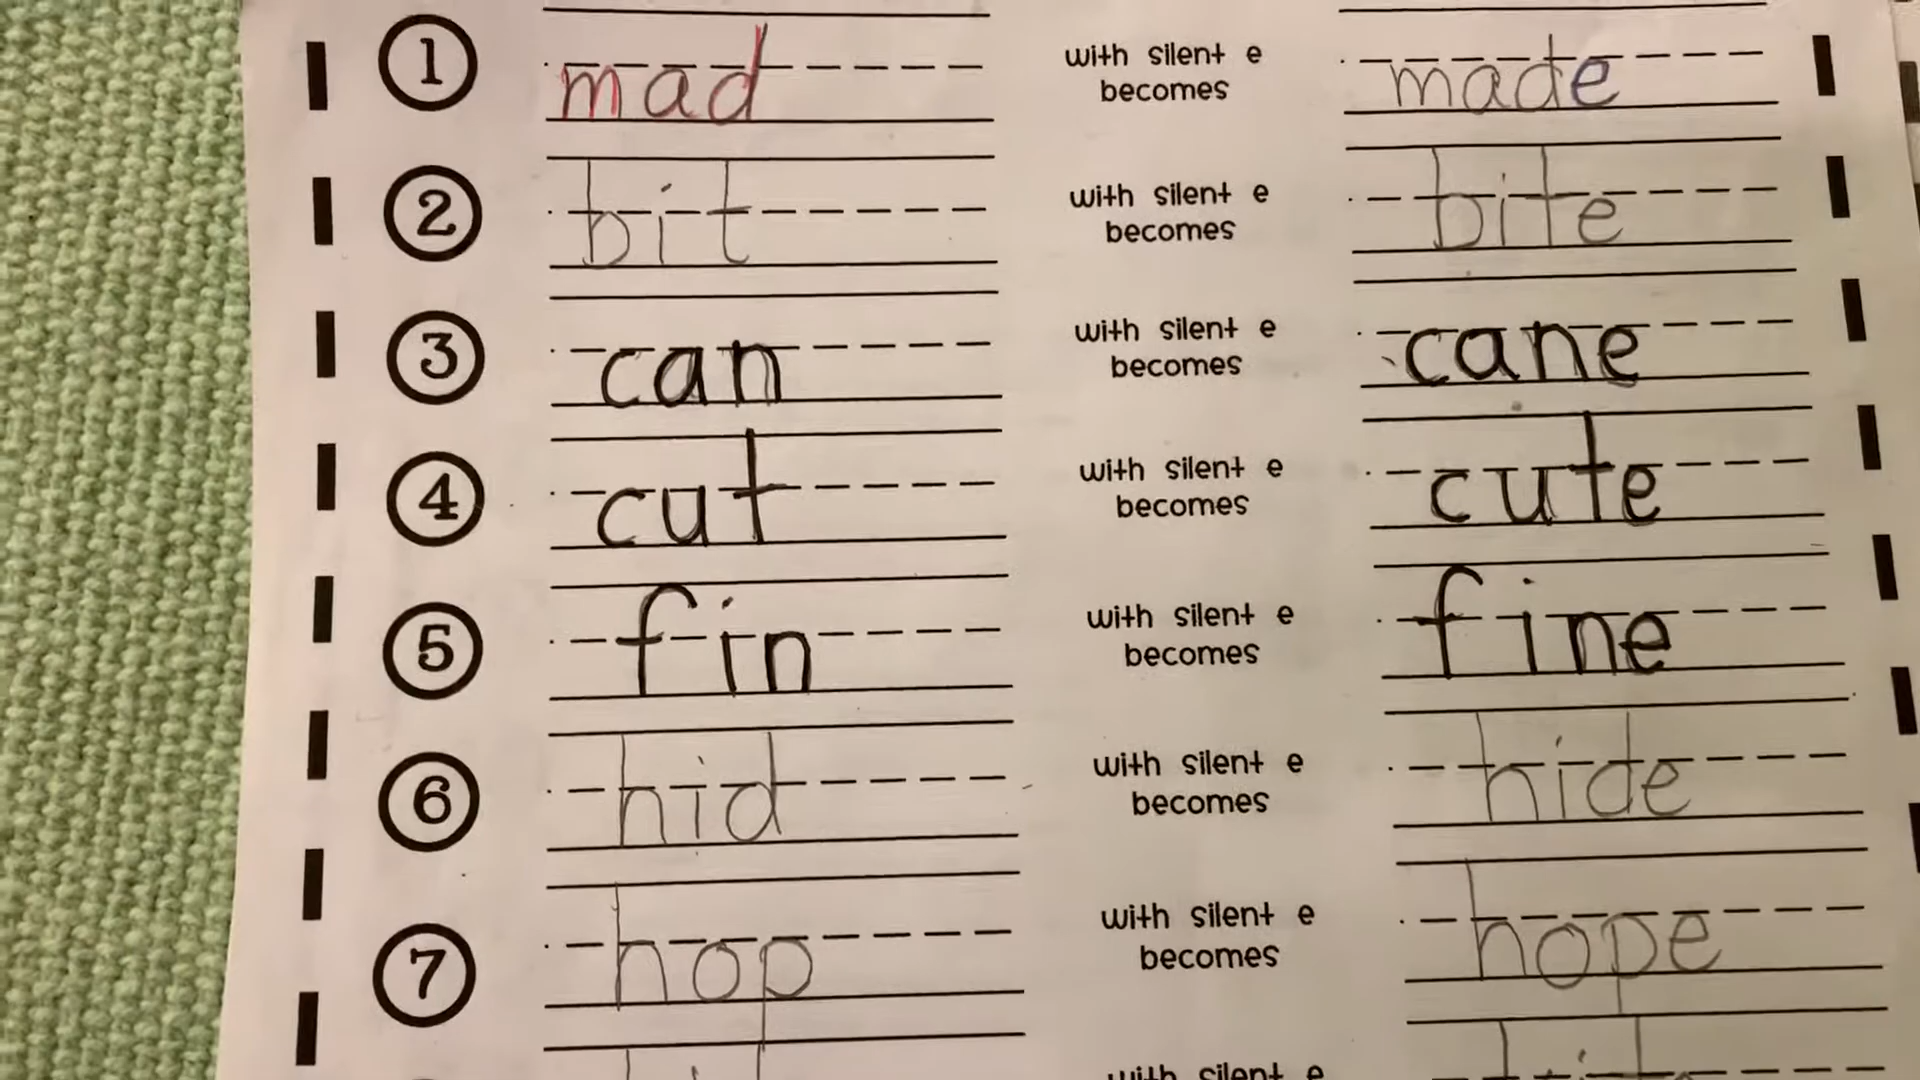 1 mad with silent e becomes made
2 bit with silent e becomes bite
3 can with silent e becomes cane
4 cut with silent e becomes cute
5 fin with silent e becomes fine
6 hid with silent e becomes hide
7 hop with silent e becomes hope
with silent e